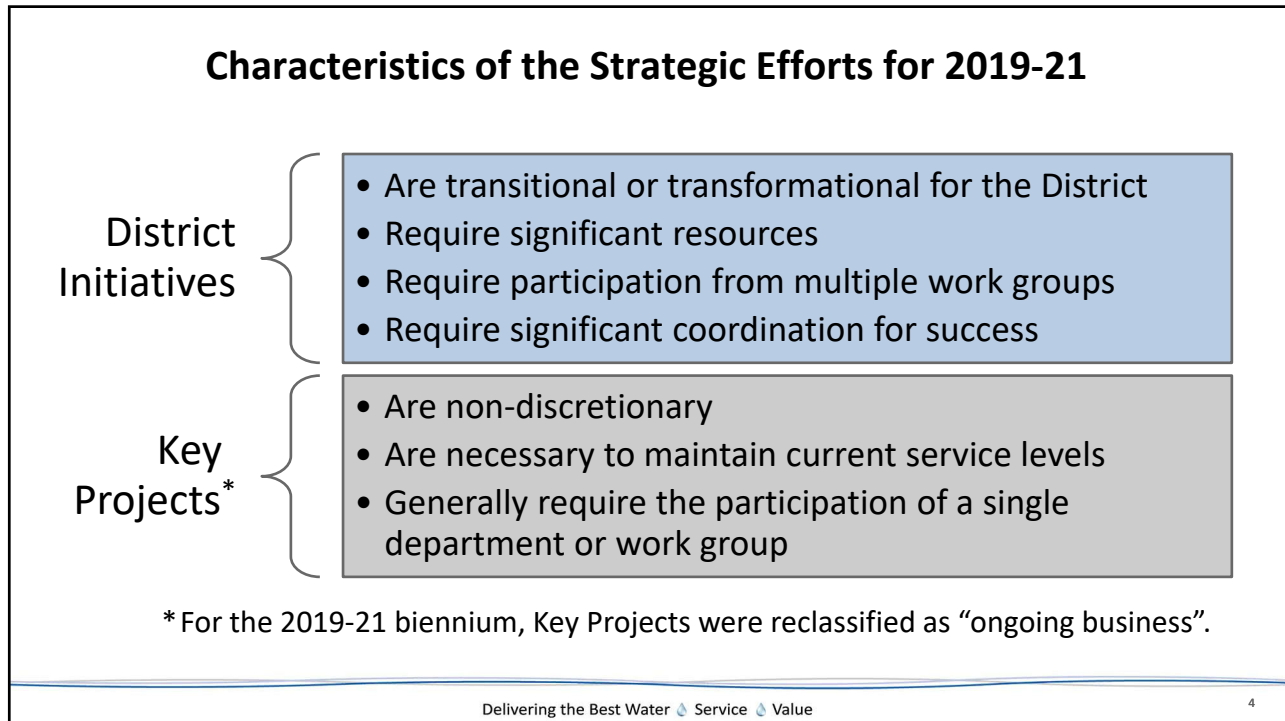 Characteristics of the Strategic Efforts for 2019-21
District
Initiatives
• Are transitional or transformational for the District
• Require significant resources
• Require participation from multiple work groups
• Require significant coordination for success
Key
Projects*
• Are non-discretionary
• Are necessary to maintain current service levels
• Generally require the participation of a single
department or work group
*For the 2019-21 biennium, Key Projects were reclassified as “ongoing business”.
Delivering the Best Water 💧 Service 💧 Value
4